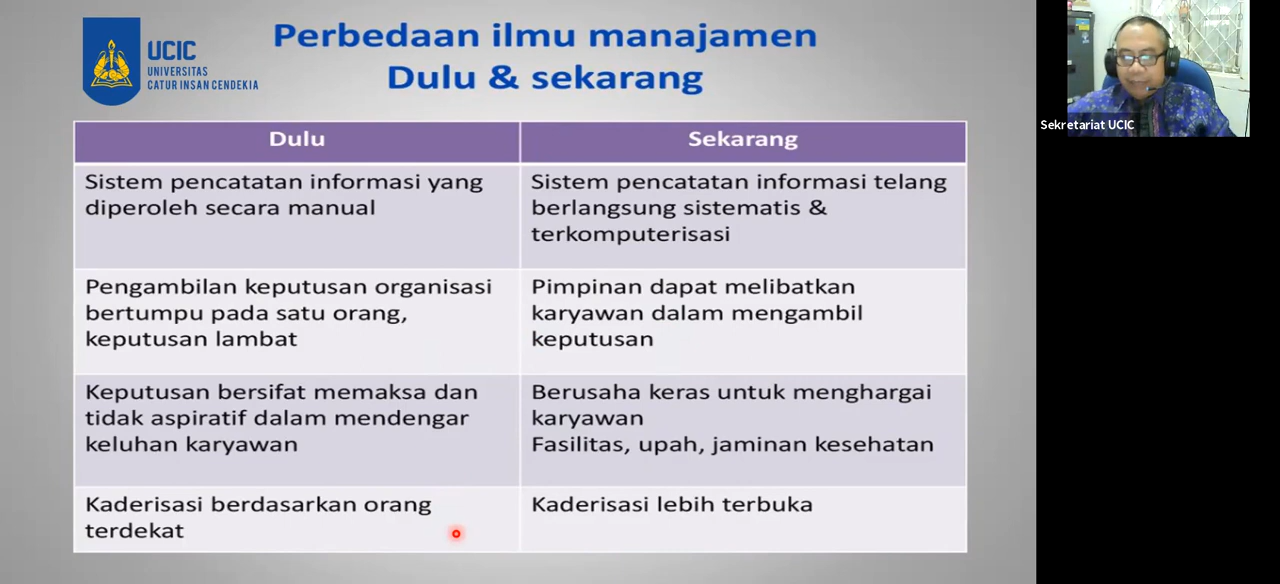 Perbedaan ilmu manajamen
Dulu & sekarang
UCIC
UNIVERSITAS
CATUR INSAN CENDEKIA
Sekretariat UCIC
Dulu
Sekarang
Sistem pencatatan informasi yang
diperoleh secara manual
Sistem pencatatan informasi telang
berlangsung sistematis &
terkomputerisasi
Pengambilan keputusan organisasi
bertumpu pada satu orang,
keputusan lambat
Pimpinan dapat melibatkan
karyawan dalam mengambil
keputusan
Keputusan bersifat memaksa dan
tidak aspiratif dalam mendengar
keluhan karyawan
Berusaha keras untuk menghargai
karyawan
Fasilitas, upah, jaminan kesehatan
Kaderisasi berdasarkan orang
terdekat
Kaderisasi lebih terbuka